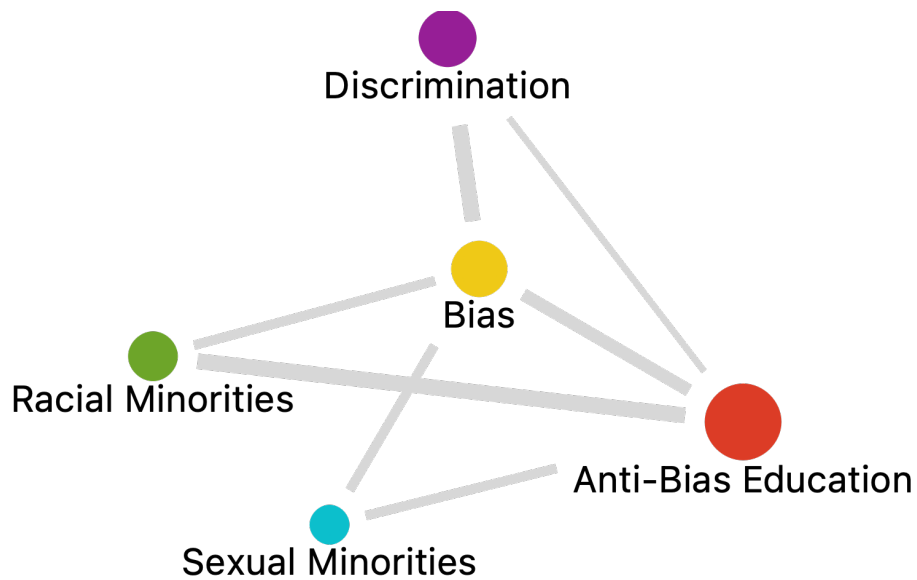 Discrimination
Bias
Racial Minorities
Anti-Bias Education
Sexual Minorities